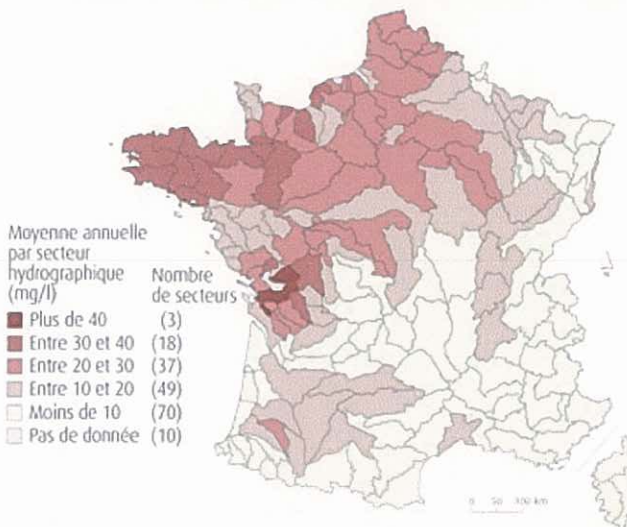 Moyenne annuelle
par secteur
hydrographique
(mg/l)
Nombre
de secteurs
Plus de 40 (3)
Entre 30 et 40 (18)
Entre 20 et 30 (37)
Entre 10 et 20 (49)
Moins de 10 (70)
Pas de donnée (10)
0 50 100 km